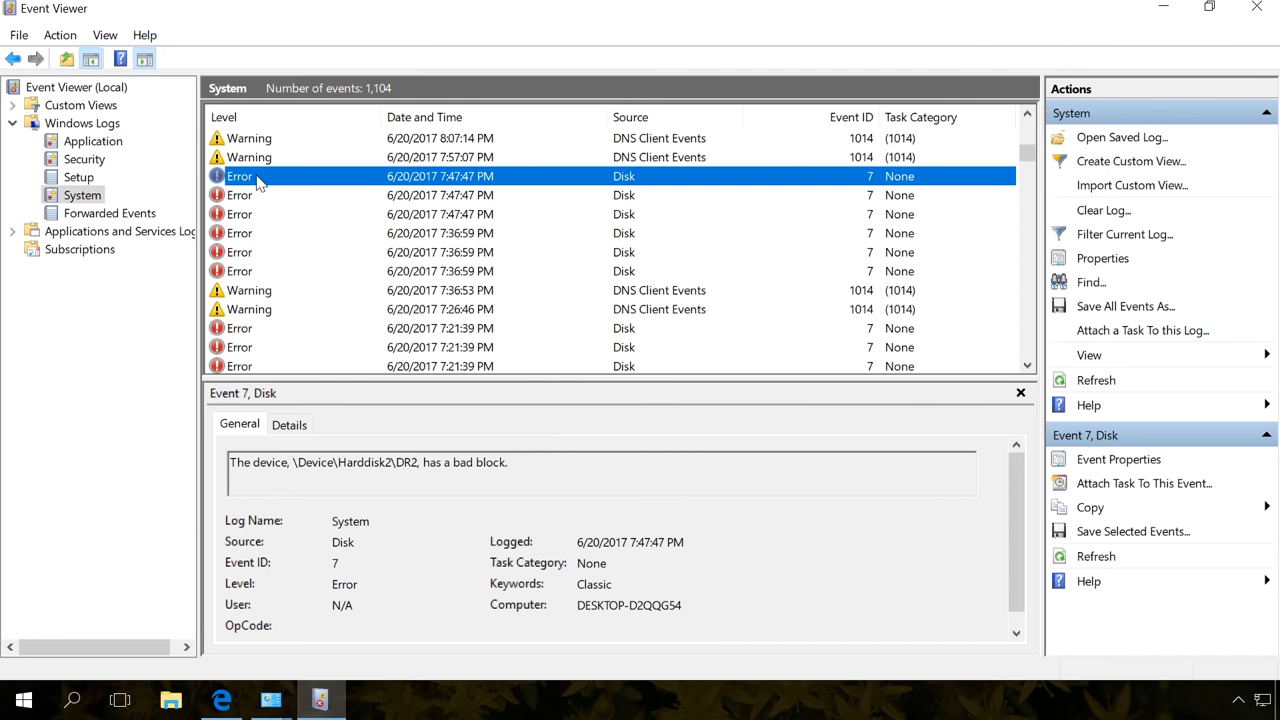 Event Viewer
File Action View Help
Event Viewer (Local)
Custom Views
Windows Logs
Application
Security
Setup
System
Forwarded Events
Applications and Services Log
Subscriptions
System Number of events: 1,104
Level Date and Time Source Event ID Task Category
Warning 6/20/2017 8:07:14 PM DNS Client Events 1014 (1014)
Warning 6/20/2017 7:57:07 PM DNS Client Events 1014 (1014)
Error 6/20/2017 7:47:47 PM Disk 7 None
Error 6/20/2017 7:47:47 PM Disk 7 None
Error 6/20/2017 7:47:47 PM Disk 7 None
Error 6/20/2017 7:36:59 PM Disk 7 None
Error 6/20/2017 7:36:59 PM Disk 7 None
Error 6/20/2017 7:36:59 PM Disk 7 None
Warning 6/20/2017 7:36:53 PM DNS Client Events 1014 (1014)
Warning 6/20/2017 7:26:46 PM DNS Client Events 1014 (1014)
Error 6/20/2017 7:21:39 PM Disk 7 None
Error 6/20/2017 7:21:39 PM Disk 7 None
Error 6/20/2017 7:21:39 PM Disk 7 None
Event 7, Disk
General Details
The device, \Device\Harddisk2\DR2, has a bad block.
Log Name: System
Source: Disk Logged: 6/20/2017 7:47:47 PM
Event ID: 7 Task Category: None
Level: Error Keywords: Classic
User: N/A Computer: DESKTOP-D2QQG54
OpCode:
Actions
System
Open Saved Log...
Create Custom View...
Import Custom View...
Clear Log...
Filter Current Log...
Properties
Find...
Save All Events As...
Attach a Task To this Log...
View
Refresh
Help
Event 7, Disk
Event Properties
Attach Task To This Event...
Copy
Save Selected Events...
Refresh
Help